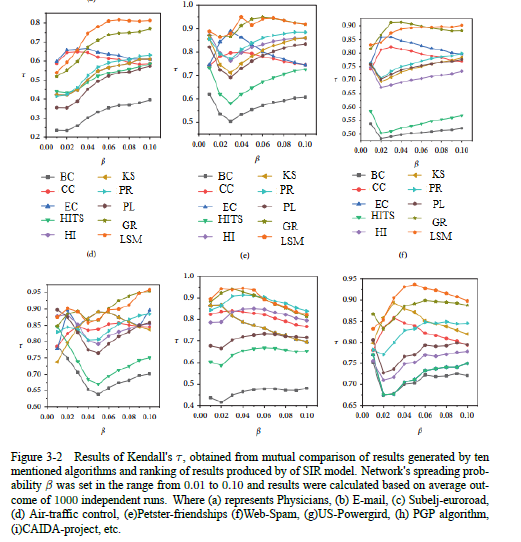 0.8
0.7
0.6
0.5
0.4
0.3
0.2
τ
0.00 0.02 0.04 0.06 0.08 0.10
β
1.0
0.9
0.8
0.7
0.6
0.5
0.4
τ
0.00 0.02 0.04 0.06 0.08 0.10
β
0.90
0.85
0.80
0.75
0.70
0.65
0.60
0.55
0.50
τ
0.00 0.02 0.04 0.06 0.08 0.10
β
BC KS
CC PR
EC PL
HITS GR
HI LSM
BC KS
CC PR
EC PL
HITS GR
HI LSM
BC KS
CC PR
EC PL
HITS GR
HI LSM
(d) (e) (f)
0.95
0.90
0.85
0.80
0.75
0.70
0.65
0.60
τ
0.00 0.02 0.04 0.06 0.08 0.10
β
1.0
0.9
0.8
0.7
0.6
0.5
0.4
τ
0.00 0.02 0.04 0.06 0.08 0.10
β
0.95
0.90
0.85
0.80
0.75
0.70
0.65
τ
0.00 0.02 0.04 0.06 0.08 0.10
β
Figure 3-2 Results of Kendall's τ, obtained from mutual comparison of results generated by ten
mentioned algorithms and ranking of results produced by of SIR model. Network's spreading prob-
ability β was set in the range from 0.01 to 0.10 and results were calculated based on average out-
come of 1000 independent runs. Where (a) represents Physicians, (b) E-mail, (c) Subelj-euroroad,
(d) Air-traffic control, (e)Petster-friendships (f)Web-Spam, (g)US-Powergird, (h) PGP algorithm,
(i)CAIDA-project, etc.